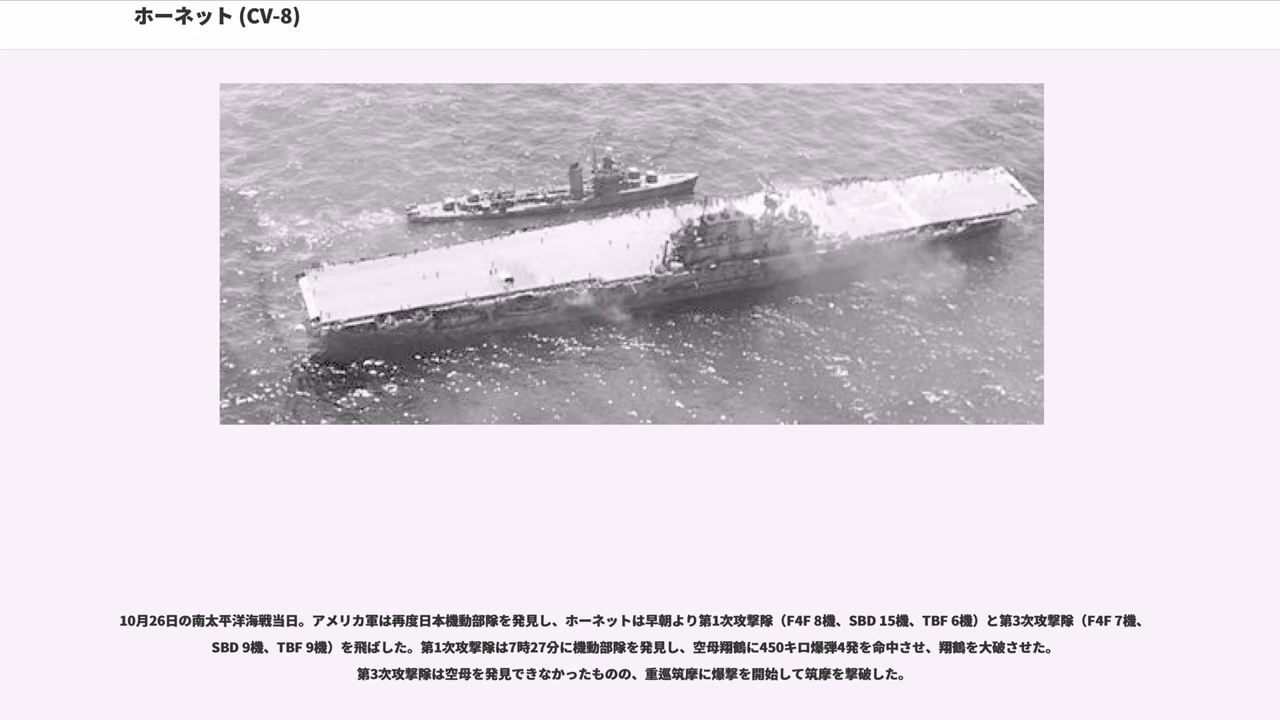 ホーネット (CV-8)
10月26日の南太平洋海戦当日。アメリカ軍は再度日本機動部隊を発見し、ホーネットは早朝より第1次攻撃隊（F4F 8機、SBD 15機、TBF 6機）と第3次攻撃隊（F4F 7機、
SBD 9機、TBF 9機）を飛ばした。第1次攻撃隊は7時27分に機動部隊を発見し、空母翔鶴に450キロ爆弾4発を命中させ、翔鶴を大破させた。
第3次攻撃隊は空母を発見できなかったものの、重巡筑摩に爆撃を開始して筑摩を撃破した。